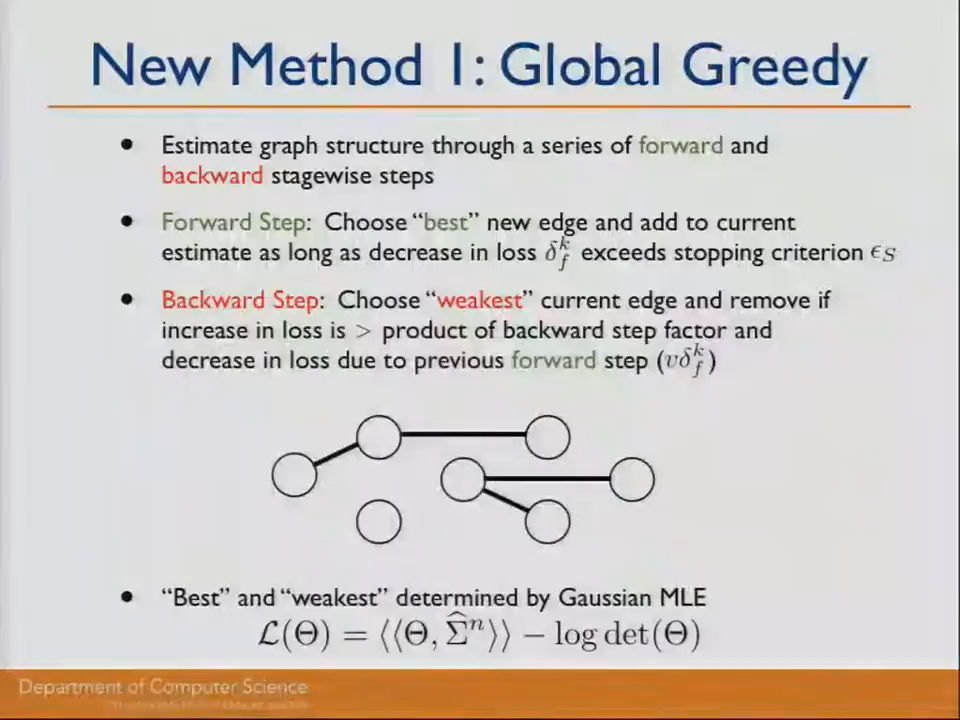 New Method 1: Global Greedy
• Estimate graph structure through a series of forward and
backward stagewise steps
• Forward Step: Choose “best” new edge and add to current
estimate as long as decrease in loss δ_f^k exceeds stopping criterion ϵ_S
• Backward Step: Choose “weakest” current edge and remove if
increase in loss is > product of backward step factor and
decrease in loss due to previous forward step (νδ_f^k)
• “Best” and “weakest” determined by Gaussian MLE
ℒ(Θ) = ⟨⟨Θ, Σ̂ⁿ⟩⟩ − log det(Θ)
Department of Computer Science